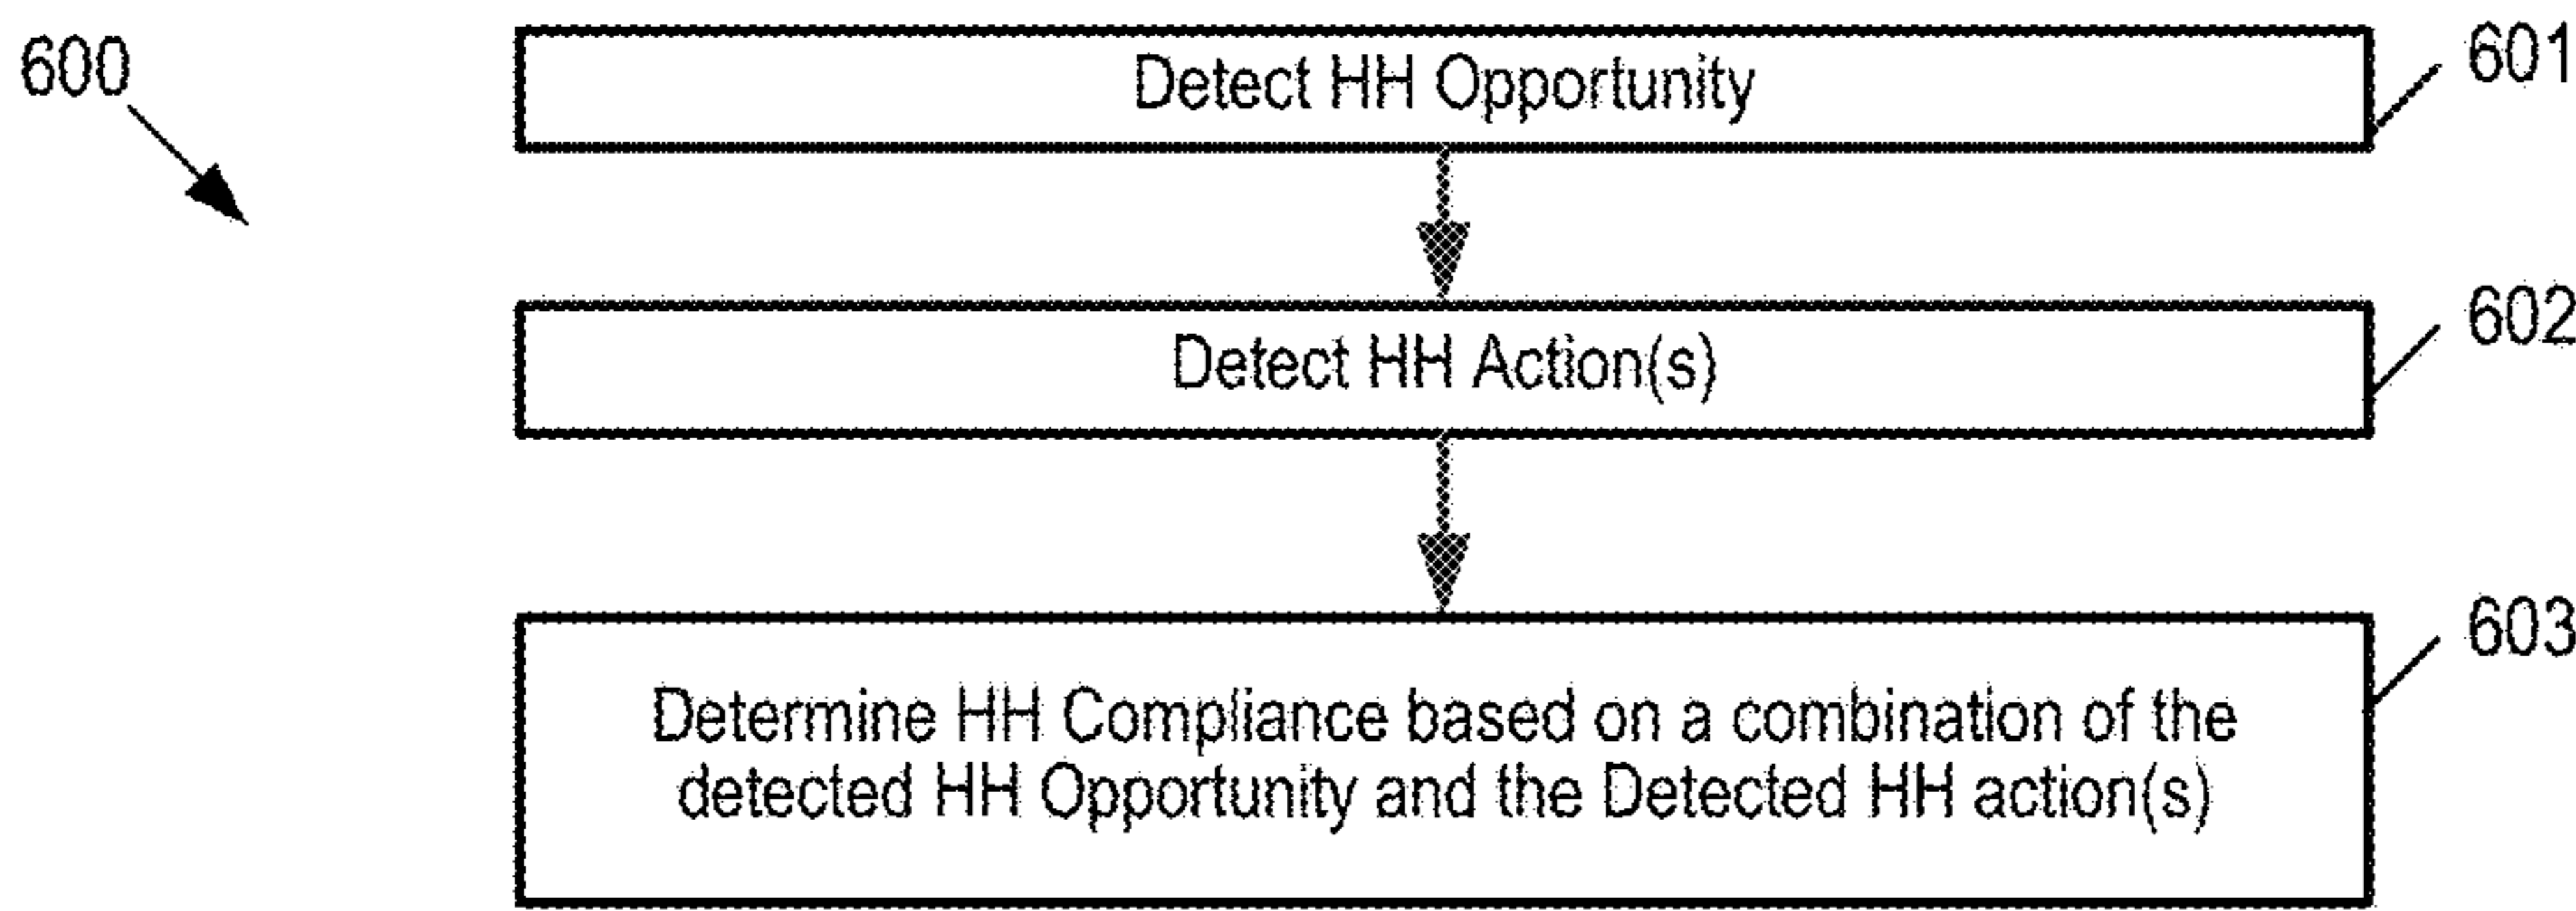 600
Detect HH Opportunity
601
Detect HH Action(s)
602
Determine HH Compliance based on a combination of the
detected HH Opportunity and the Detected HH action(s)
603